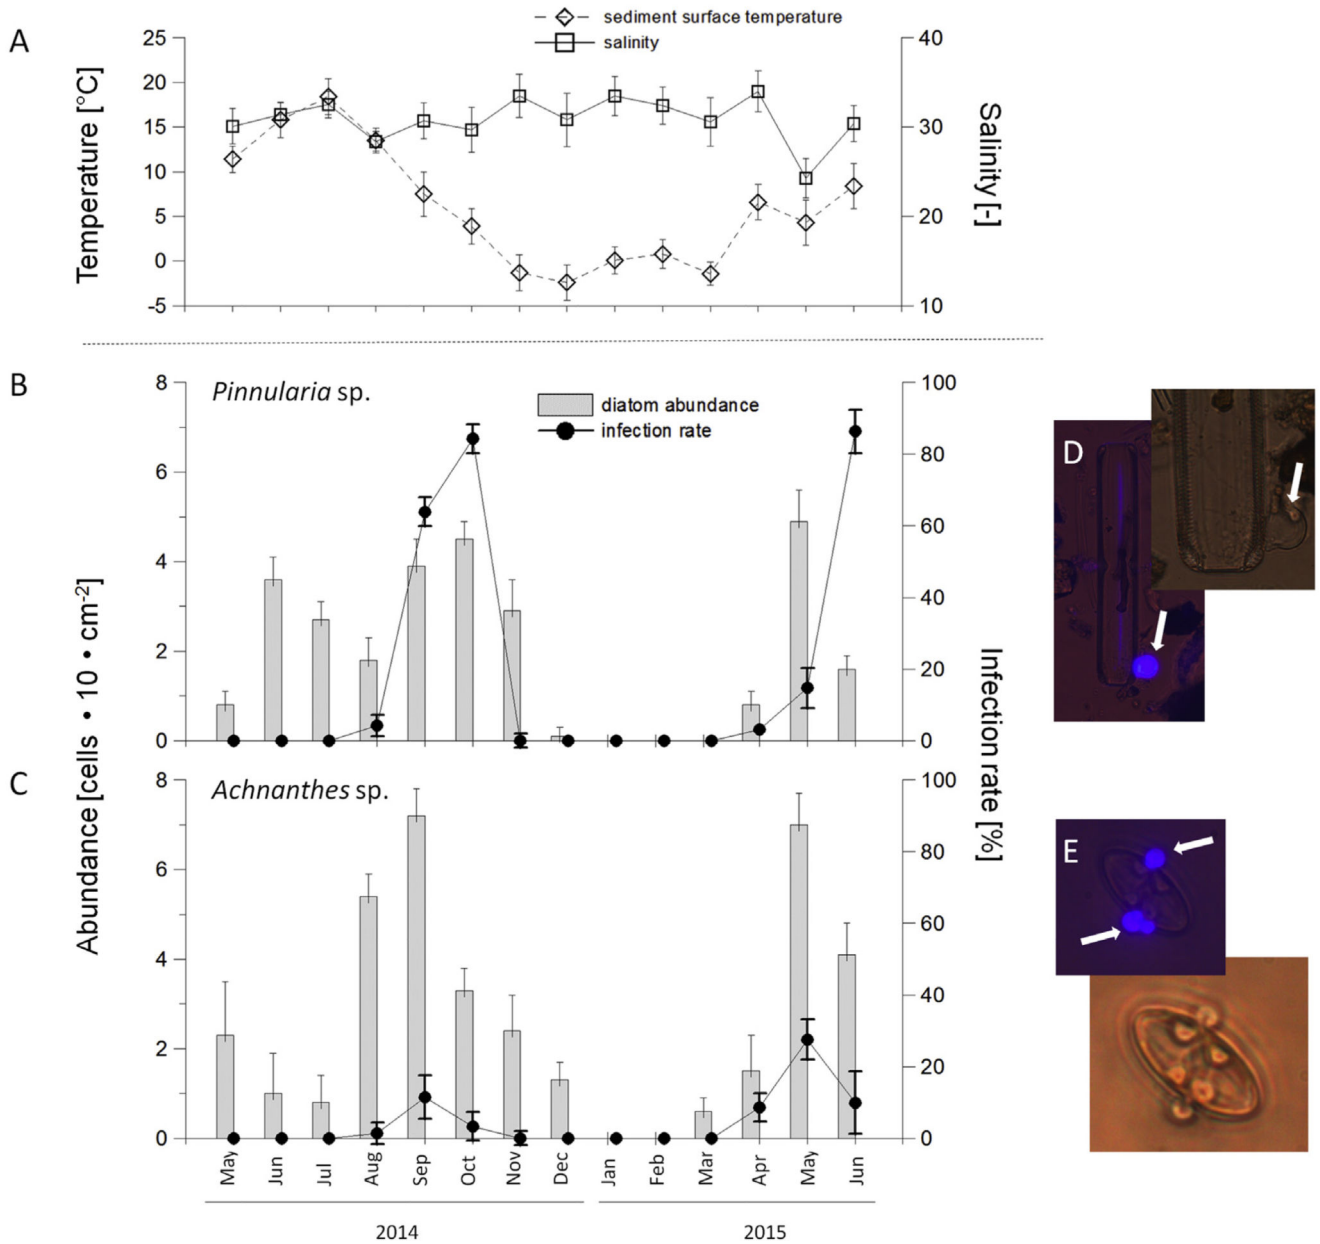 A
sediment surface temperature
salinity
25
20
15
10
5
0
-5
Temperature [°C]
40
30
20
10
Salinity [-]
B
Pinnularia sp.
diatom abundance
infection rate
8
6
4
2
0
100
80
60
40
20
0
Abundance [cells • 10 • cm-2]
Infection rate [%]
C
Achnanthes sp.
8
6
4
2
0
100
80
60
40
20
0
May
Jun
Jul
Aug
Sep
Oct
Nov
Dec
Jan
Feb
Mar
Apr
May
Jun
2014
2015
D
E